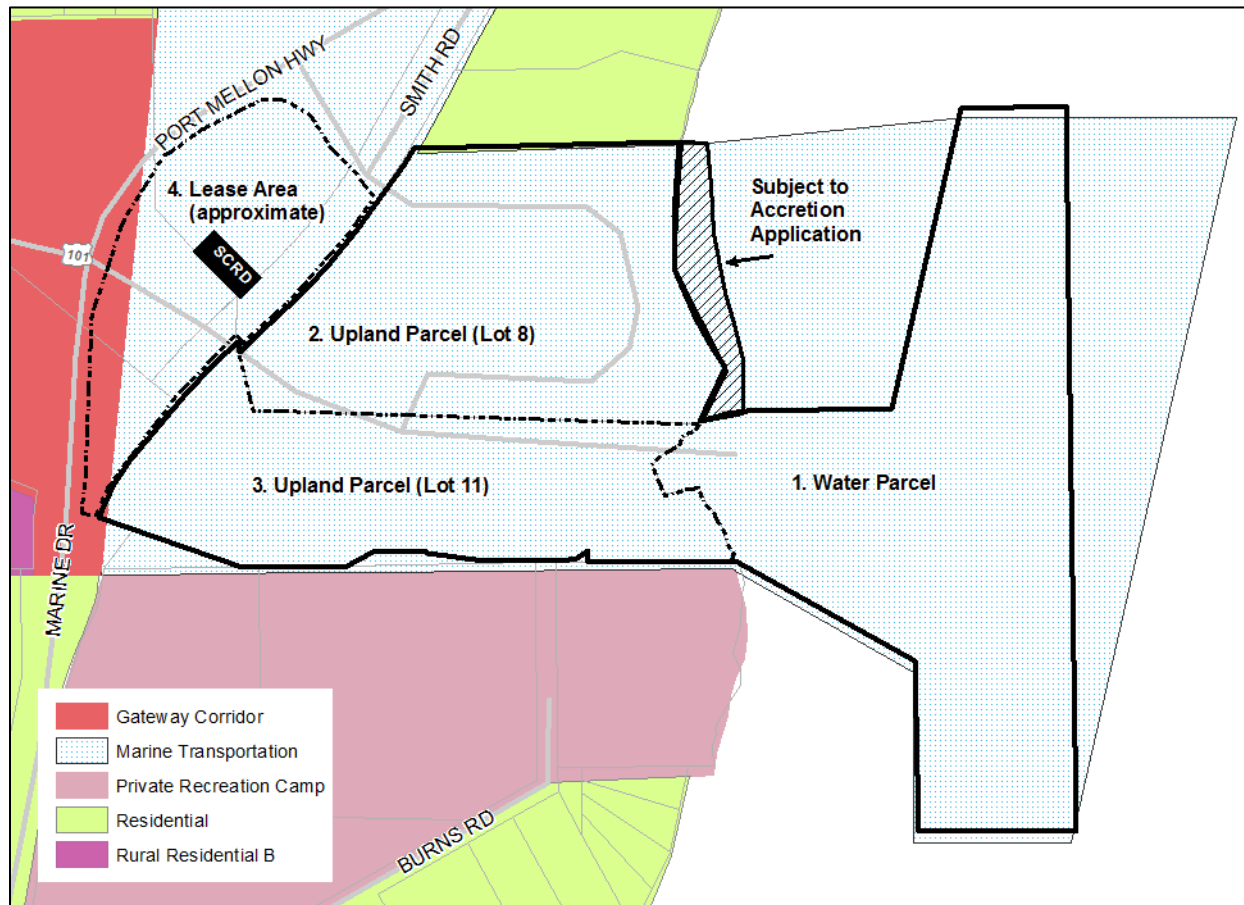 PORT MELLON HWY
SMITH RD
4. Lease Area
(approximate)
Subject to
Accretion
Application
101
SCRD
2. Upland Parcel (Lot 8)
3. Upland Parcel (Lot 11)
1. Water Parcel
MARINE DR
Gateway Corridor
Marine Transportation
Private Recreation Camp
Residential
Rural Residential B
BURNS RD